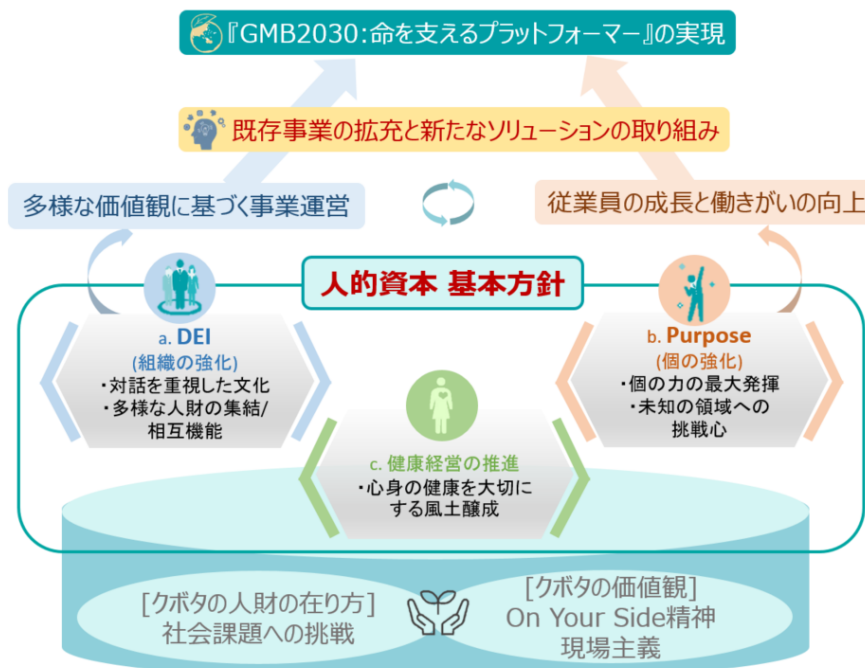 『GMB2030:命を支えるプラットフォーマー』の実現
既存事業の拡充と新たなソリューションの取り組み
多様な価値観に基づく事業運営
従業員の成長と働きがいの向上
人的資本 基本方針
a. DEI
(組織の強化)
・対話を重視した文化
・多様な人財の集結/
相互機能
b. Purpose
(個の強化)
・個の力の最大発揮
・未知の領域への
挑戦心
c. 健康経営の推進
・心身の健康を大切に
する風土醸成
[クボタの人財の在り方]
社会課題への挑戦
[クボタの価値観]
On Your Side精神
現場主義